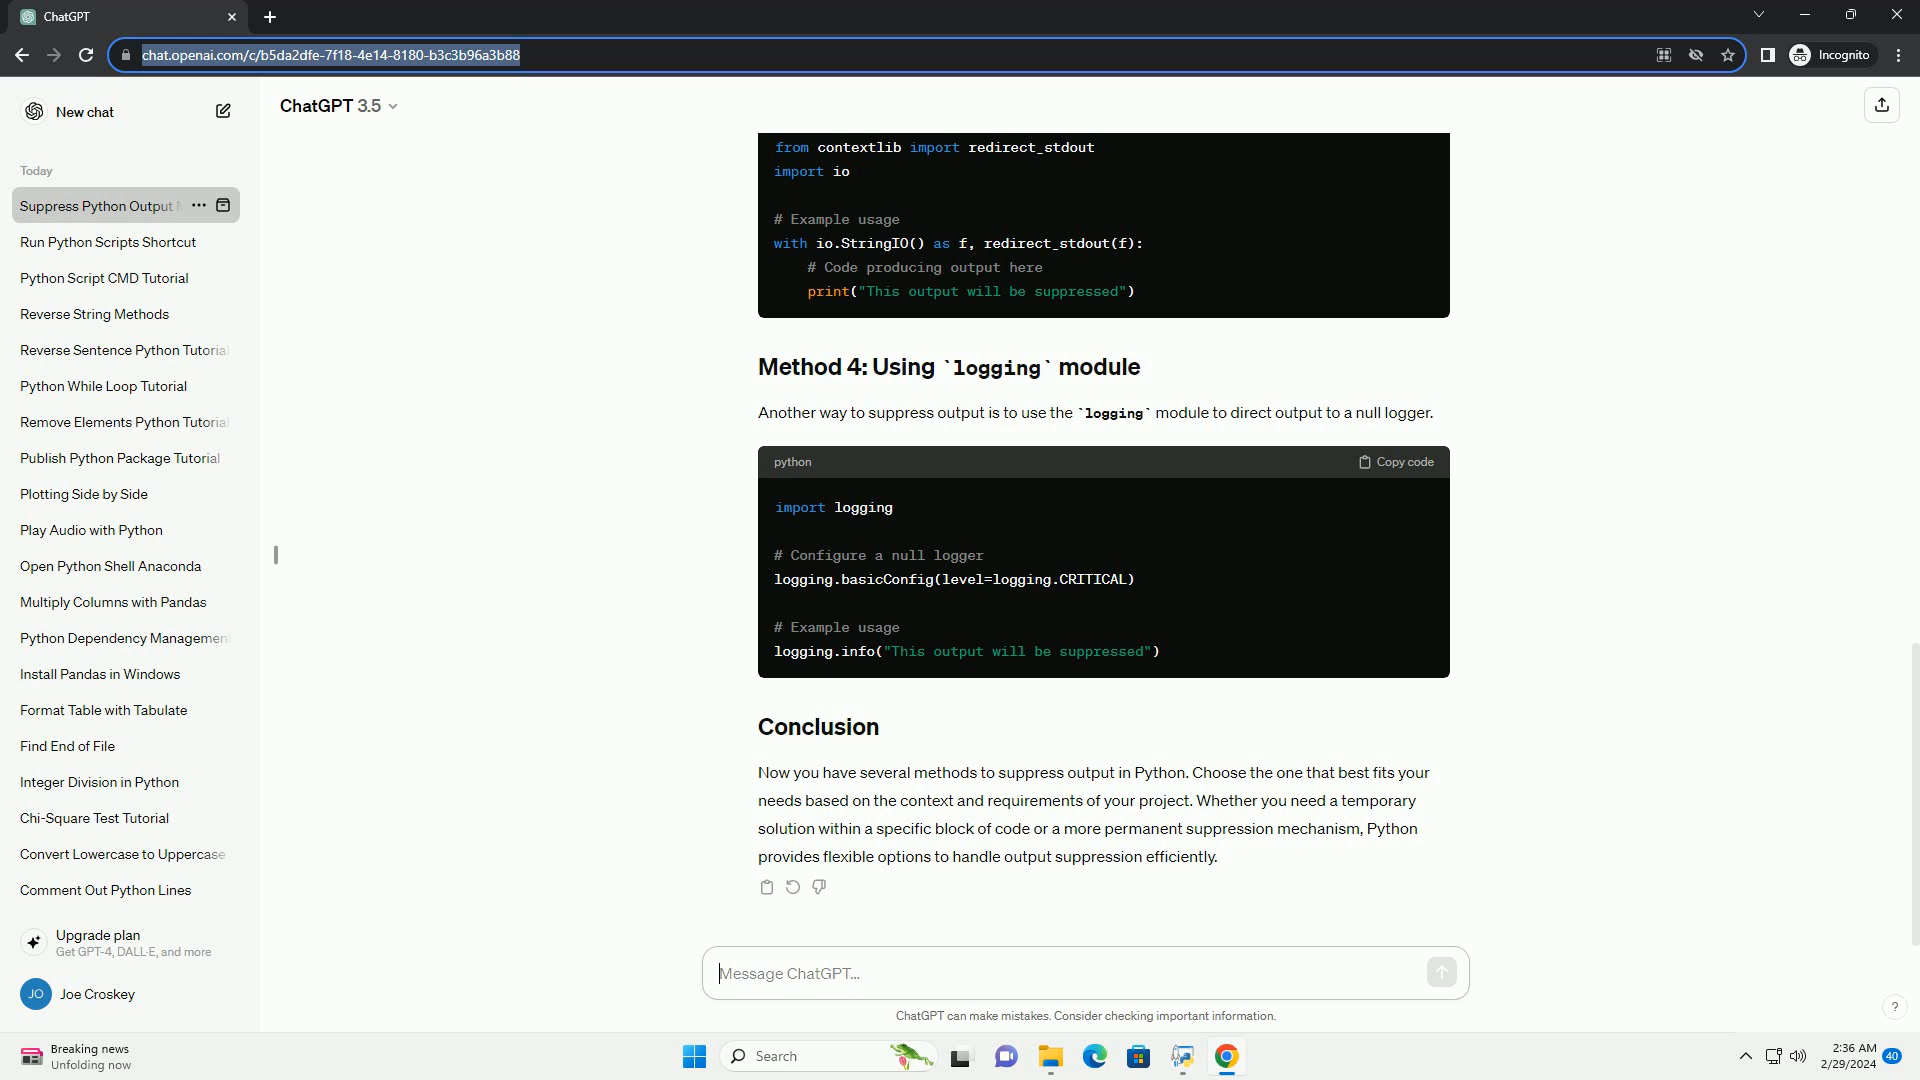 ChatGPT
chat.openai.com/c/b5da2dfe-7f18-4e14-8180-b3c3b96a3b88
Incognito
New chat
Today
Suppress Python Output
Run Python Scripts Shortcut
Python Script CMD Tutorial
Reverse String Methods
Reverse Sentence Python Tutorial
Python While Loop Tutorial
Remove Elements Python Tutorial
Publish Python Package Tutorial
Plotting Side by Side
Play Audio with Python
Open Python Shell Anaconda
Multiply Columns with Pandas
Python Dependency Management
Install Pandas in Windows
Format Table with Tabulate
Find End of File
Integer Division in Python
Chi-Square Test Tutorial
Convert Lowercase to Uppercase
Comment Out Python Lines
Upgrade plan
Get GPT-4, DALL·E, and more
JO Joe Croskey
ChatGPT 3.5
from contextlib import redirect_stdout
import io
# Example usage
with io.StringIO() as f, redirect_stdout(f):
# Code producing output here
print("This output will be suppressed")
Method 4: Using `logging` module
Another way to suppress output is to use the `logging` module to direct output to a null logger.
python
Copy code
import logging
# Configure a null logger
logging.basicConfig(level=logging.CRITICAL)
# Example usage
logging.info("This output will be suppressed")
Conclusion
Now you have several methods to suppress output in Python. Choose the one that best fits your
needs based on the context and requirements of your project. Whether you need a temporary
solution within a specific block of code or a more permanent suppression mechanism, Python
provides flexible options to handle output suppression efficiently.
Message ChatGPT...
ChatGPT can make mistakes. Consider checking important information.
?
Breaking news
Unfolding now
Search
2:36 AM
2/29/2024
40